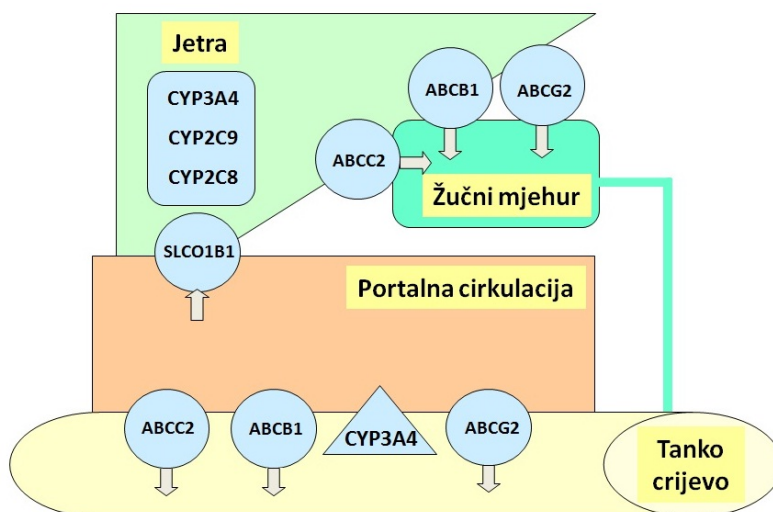 Jetra
CYP3A4
CYP2C9
CYP2C8
ABCB1
ABCG2
ABCC2
Žučni mjehur
SLCO1B1
Portalna cirkulacija
ABCC2
ABCB1
CYP3A4
ABCG2
Tanko
crijevo